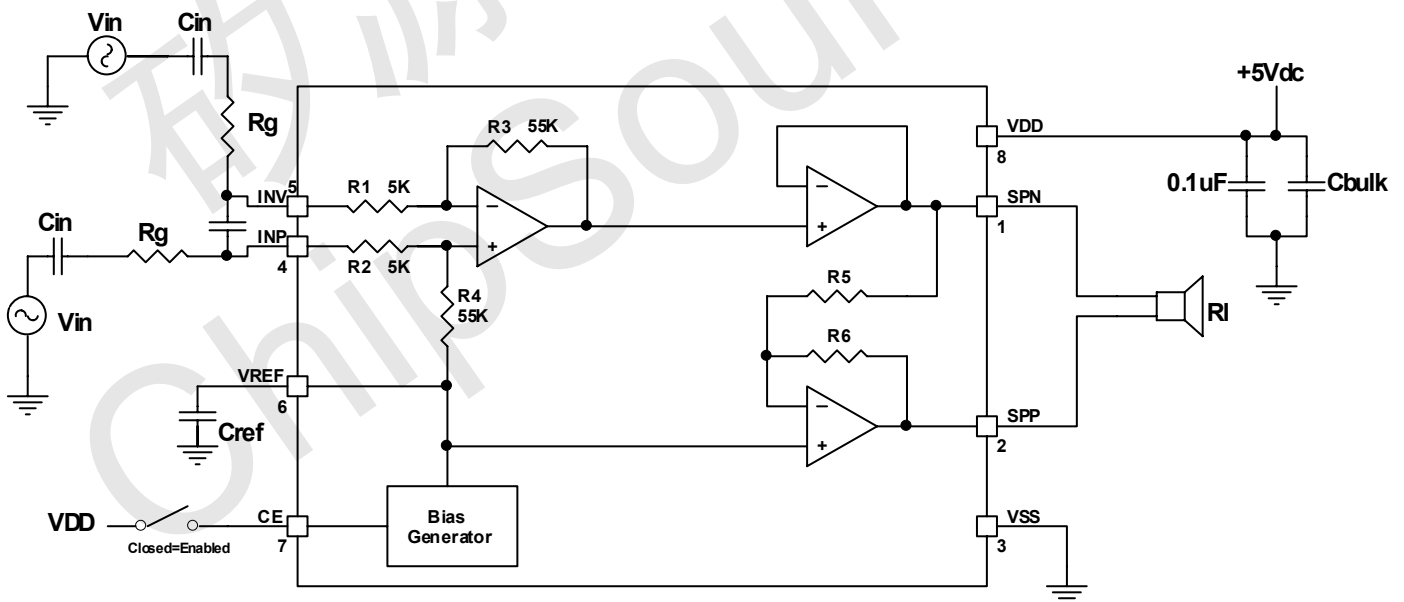 Vin
Cin
Rg
+5Vdc
VDD
8
R3 55K
5
INV
R1 5K
0.1uF
Cbulk
SPN
1
Cin
Rg
INP
4
R2 5K
R4
55K
R5
Vin
Rl
R6
VREF
6
Cref
SPP
2
VDD
CE
7
Closed=Enabled
Bias
Generator
VSS
3
矽源
ChipSour